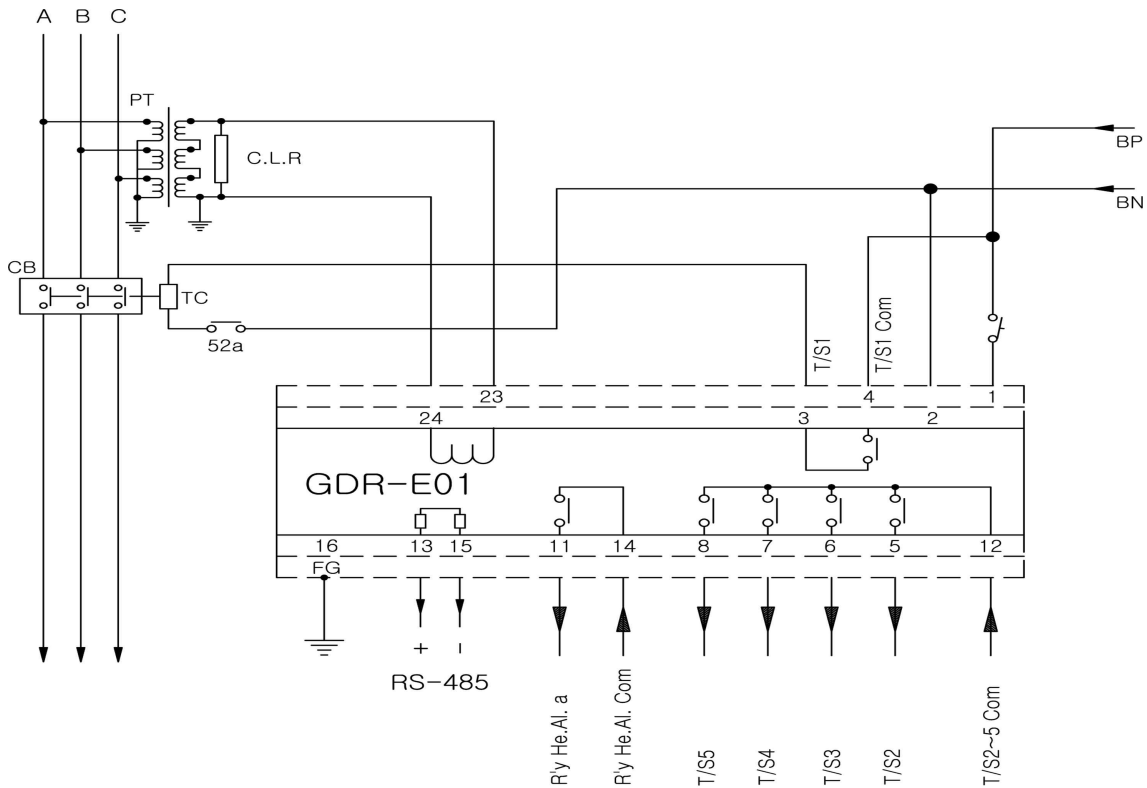 A B C
PT
C.L.R
BP
BN
CB
TC
52a
T/S1
T/S1 Com
23 4 1
24 3 2
GDR-E01
16 13 15 11 14 8 7 6 5 12
FG
+ -
RS-485
R'y He.Al. a
R'y He.Al. Com
T/S5
T/S4
T/S3
T/S2
T/S2~5 Com